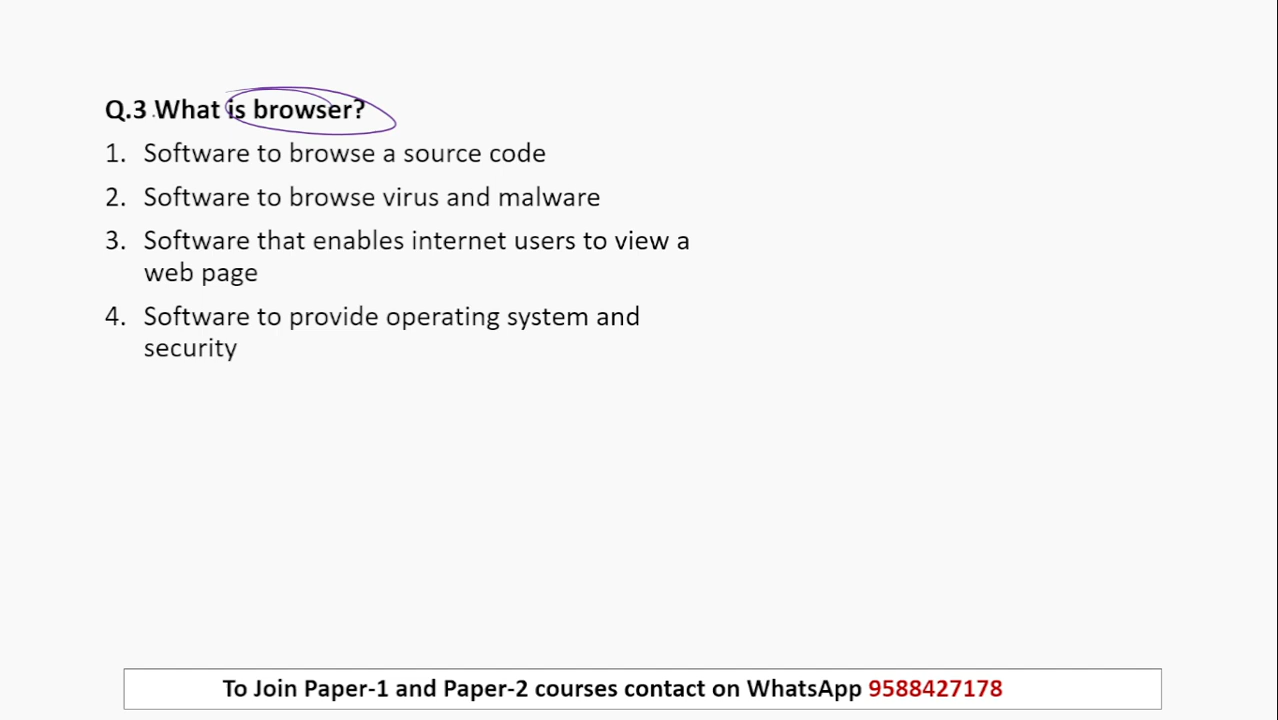 Q.3 What is browser?
1. Software to browse a source code
2. Software to browse virus and malware
3. Software that enables internet users to view a
web page
4. Software to provide operating system and
security
To Join Paper-1 and Paper-2 courses contact on WhatsApp 9588427178